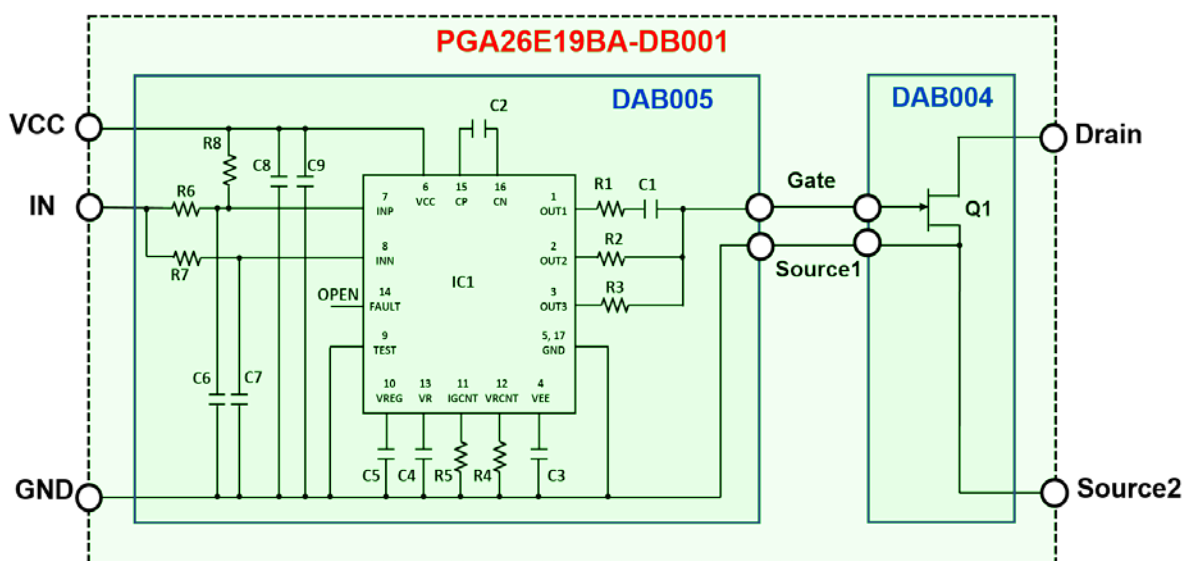 PGA26E19BA-DB001
DAB005
DAB004
VCC
IN
GND
R8
C8
C9
C2
R6
R7
C6
C7
7
INP
6
VCC
15
CP
16
CN
1
OUT1
8
INN
2
OUT2
IC1
OPEN
14
FAULT
3
OUT3
9
TEST
5, 17
GND
10
VREG
13
VR
11
IGCNT
12
VRCNT
4
VEE
R1
C1
R2
R3
C5
C4
R5
R4
C3
Gate
Source1
Q1
Drain
Source2